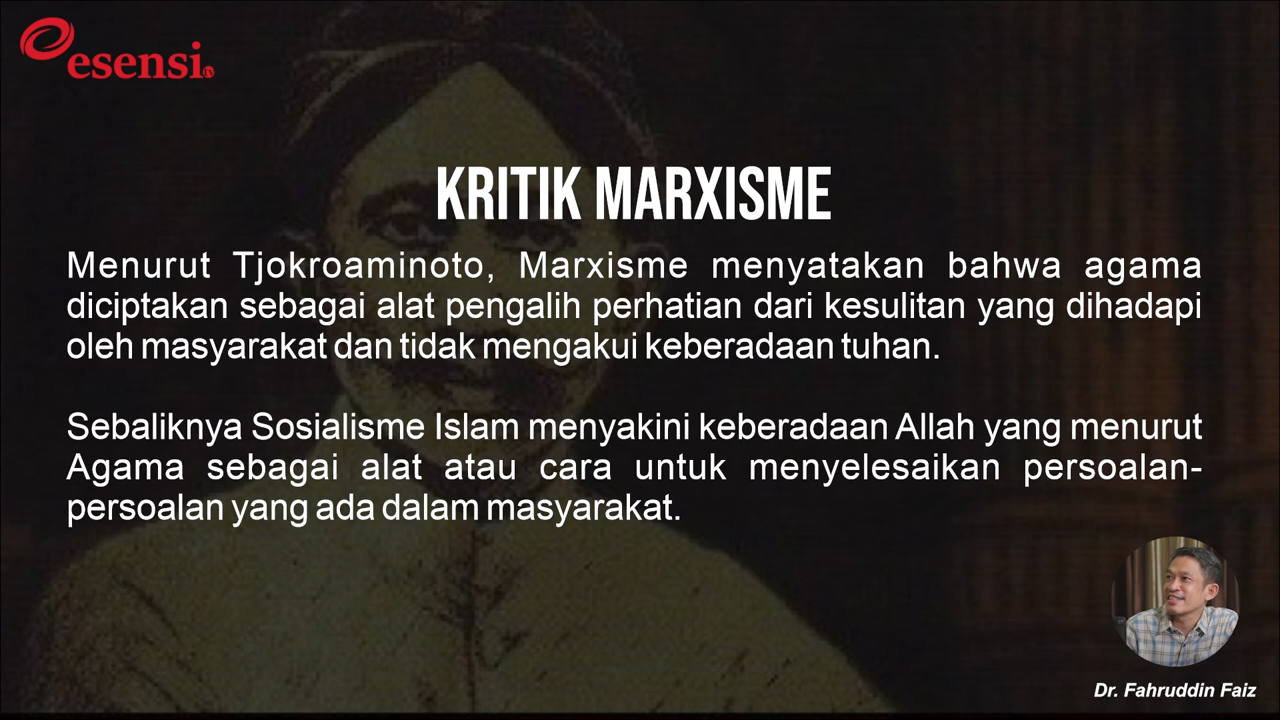 esensi
KRITIK MARXISME
Menurut Tjokroaminoto, Marxisme menyatakan bahwa agama
diciptakan sebagai alat pengalih perhatian dari kesulitan yang dihadapi
oleh masyarakat dan tidak mengakui keberadaan tuhan.
Sebaliknya Sosialisme Islam menyakini keberadaan Allah yang menurut
Agama sebagai alat atau cara untuk menyelesaikan persoalan-
persoalan yang ada dalam masyarakat.
Dr. Fahruddin Faiz